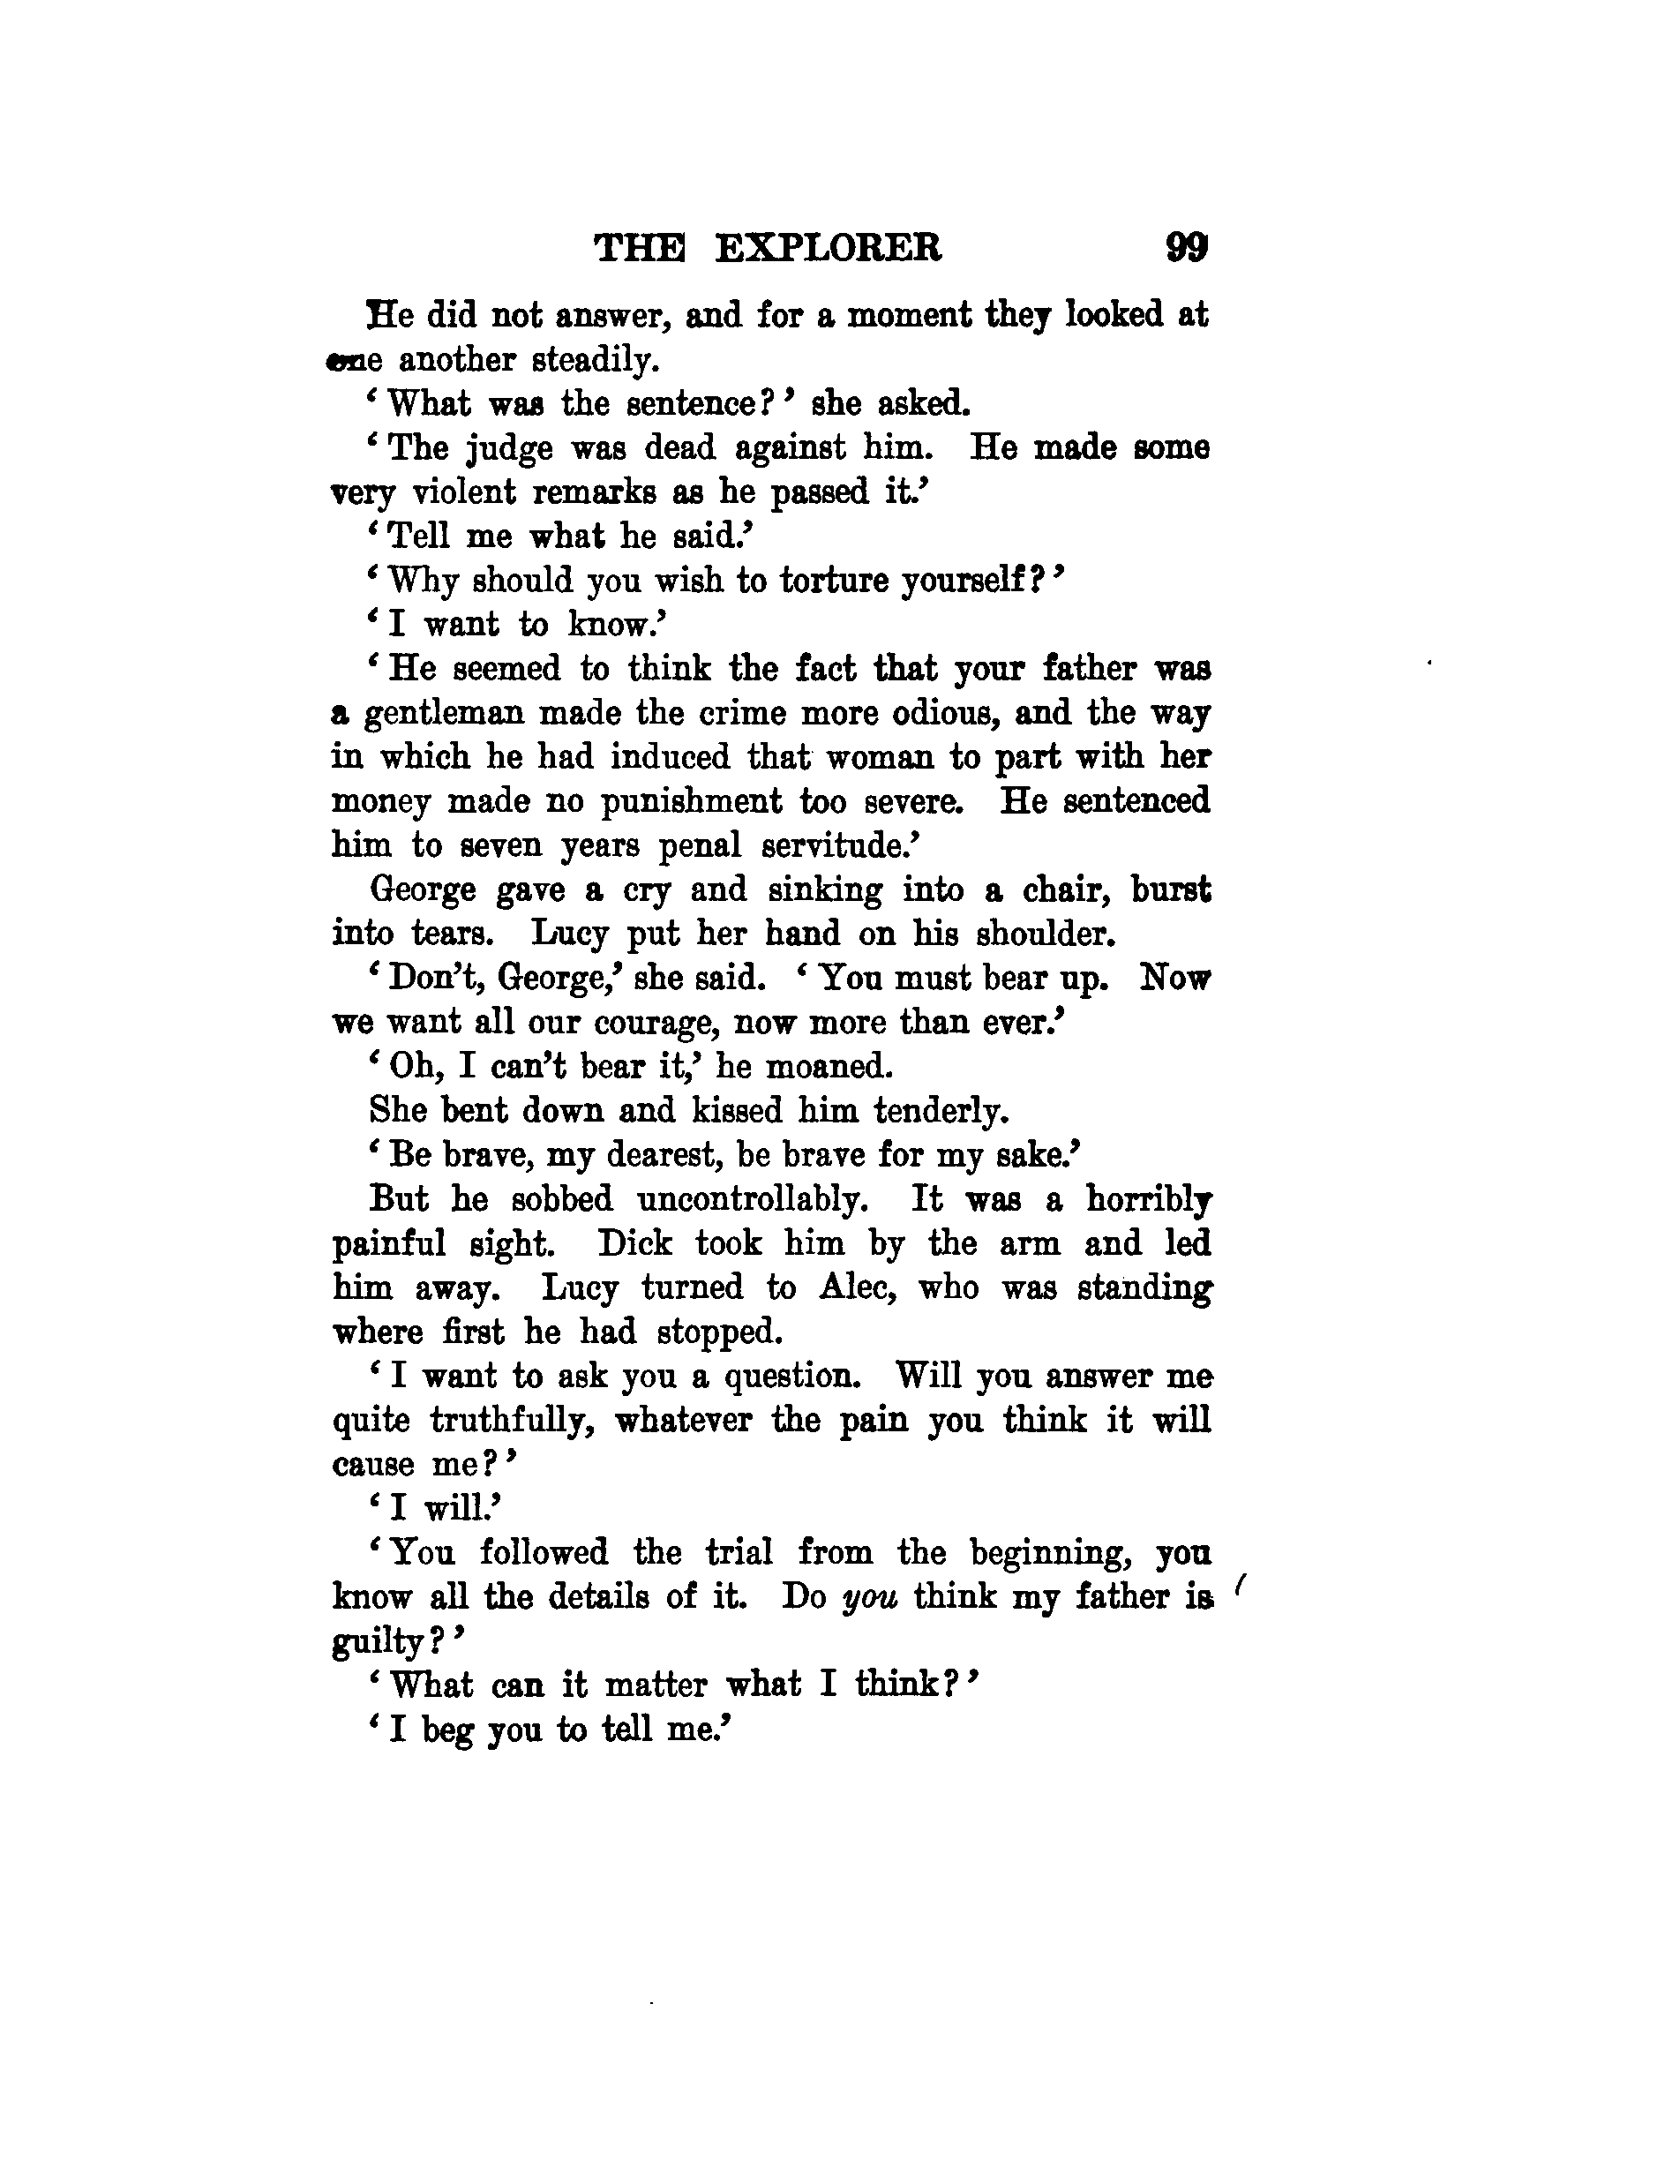 THE EXPLORER 99
He did not answer, and for a moment they looked at
one another steadily.
‘What was the sentence?’ she asked.
‘The judge was dead against him. He made some
very violent remarks as he passed it.’
‘Tell me what he said.’
‘Why should you wish to torture yourself?’
‘I want to know.’
‘He seemed to think the fact that your father was
a gentleman made the crime more odious, and the way
in which he had induced that woman to part with her
money made no punishment too severe. He sentenced
him to seven years penal servitude.’
George gave a cry and sinking into a chair, burst
into tears. Lucy put her hand on his shoulder.
‘Don’t, George,’ she said. ‘You must bear up. Now
we want all our courage, now more than ever.’
‘Oh, I can’t bear it,’ he moaned.
She bent down and kissed him tenderly.
‘Be brave, my dearest, be brave for my sake.’
But he sobbed uncontrollably. It was a horribly
painful sight. Dick took him by the arm and led
him away. Lucy turned to Alec, who was standing
where first he had stopped.
‘I want to ask you a question. Will you answer me
quite truthfully, whatever the pain you think it will
cause me?’
‘I will.’
‘You followed the trial from the beginning, you
know all the details of it. Do you think my father is
guilty?’
‘What can it matter what I think?’
‘I beg you to tell me.’